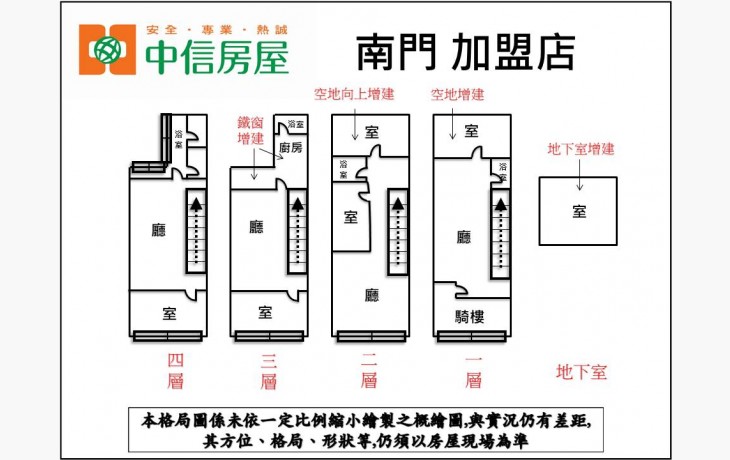 安全・專業・熱誠
中信房屋
南門 加盟店
空地向上增建
空地增建
鐵窗
增建
地下室增建
浴室
浴室
廚房
室
室
浴室
浴室
室
室
廳
廳
廳
廳
室
室
騎樓
四層
三層
二層
一層
地下室
本格局圖係未依一定比例縮小繪製之概繪圖,與實況仍有差距,
其方位、格局、形狀等,仍須以房屋現場為準